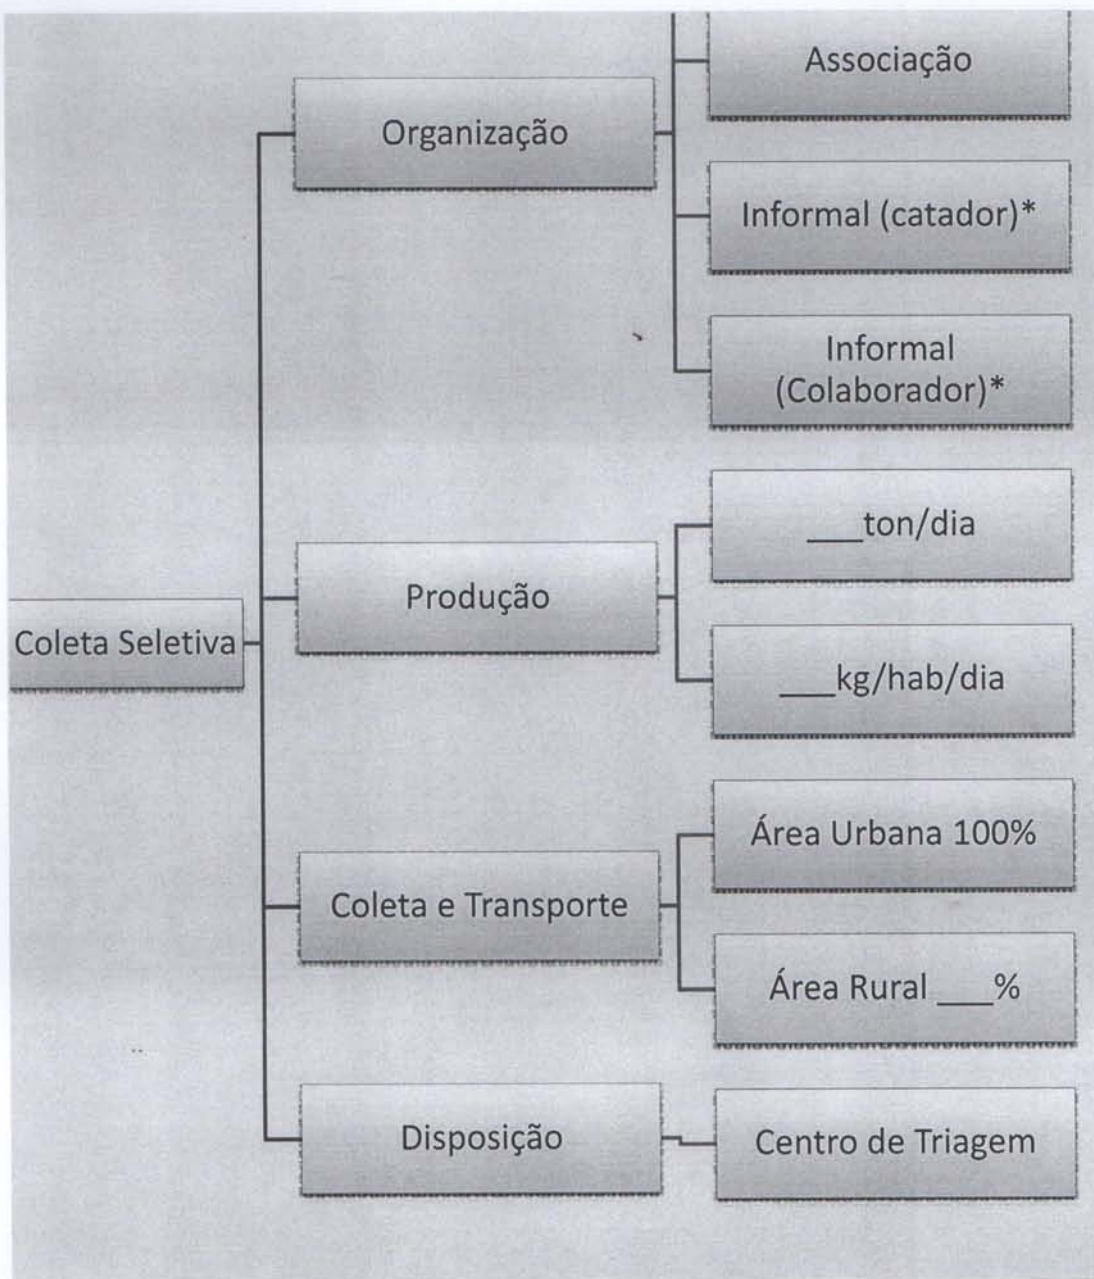 Associação
Organização
Informal (catador)*
Informal
(Colaborador)*
___ton/dia
Produção
Coleta Seletiva
___kg/hab/dia
Área Urbana 100%
Coleta e Transporte
Área Rural ___%
Disposição
Centro de Triagem